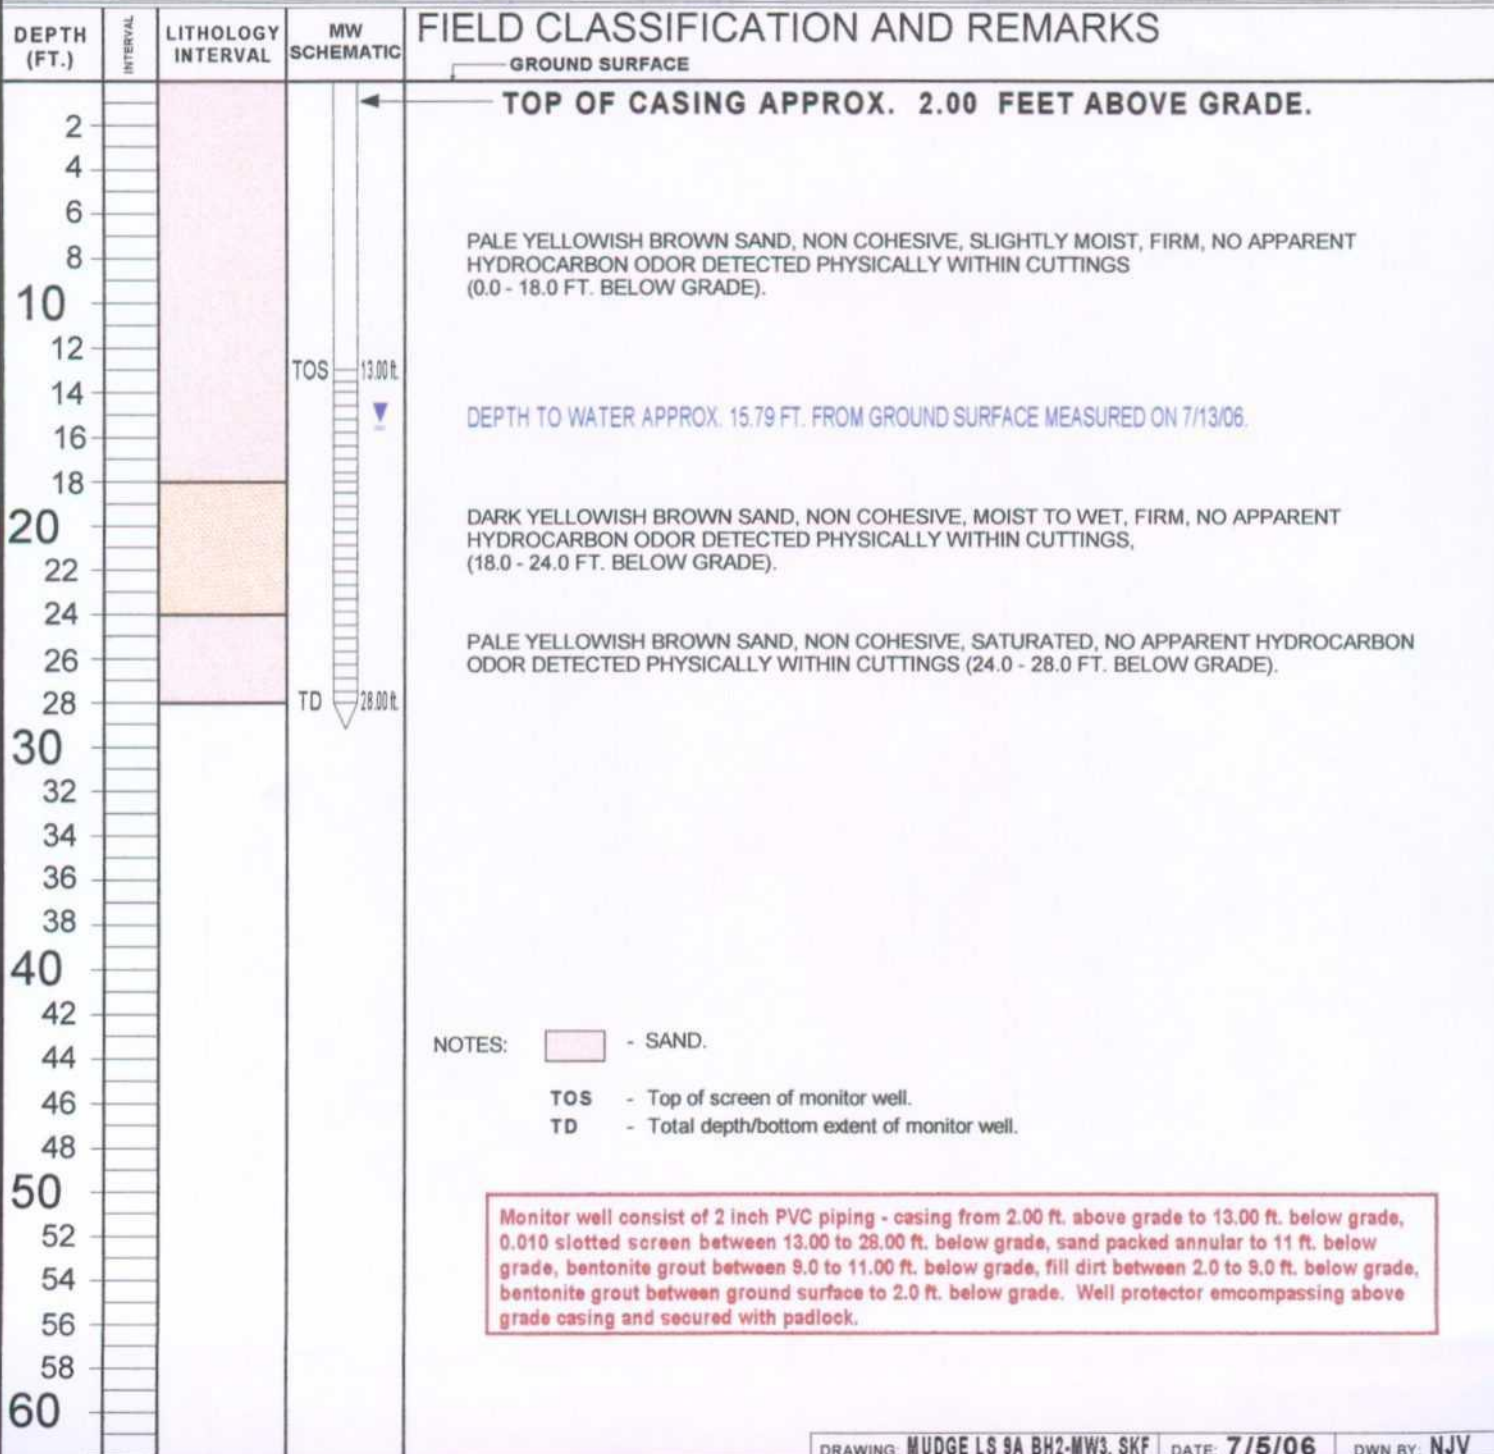 DEPTH (FT.)
INTERVAL
LITHOLOGY INTERVAL
MW SCHEMATIC
FIELD CLASSIFICATION AND REMARKS
GROUND SURFACE
TOP OF CASING APPROX. 2.00 FEET ABOVE GRADE.
2
4
6
8
10
12
14
16
18
20
22
24
26
28
30
32
34
36
38
40
42
44
46
48
50
52
54
56
58
60
TOS 13.00 ft.
TD 28.00 ft.
PALE YELLOWISH BROWN SAND, NON COHESIVE, SLIGHTLY MOIST, FIRM, NO APPARENT
HYDROCARBON ODOR DETECTED PHYSICALLY WITHIN CUTTINGS
(0.0 - 18.0 FT. BELOW GRADE).
DEPTH TO WATER APPROX. 15.79 FT. FROM GROUND SURFACE MEASURED ON 7/13/06.
DARK YELLOWISH BROWN SAND, NON COHESIVE, MOIST TO WET, FIRM, NO APPARENT
HYDROCARBON ODOR DETECTED PHYSICALLY WITHIN CUTTINGS,
(18.0 - 24.0 FT. BELOW GRADE).
PALE YELLOWISH BROWN SAND, NON COHESIVE, SATURATED, NO APPARENT HYDROCARBON
ODOR DETECTED PHYSICALLY WITHIN CUTTINGS (24.0 - 28.0 FT. BELOW GRADE).
NOTES: - SAND.
TOS - Top of screen of monitor well.
TD - Total depth/bottom extent of monitor well.
Monitor well consist of 2 inch PVC piping - casing from 2.00 ft. above grade to 13.00 ft. below grade,
0.010 slotted screen between 13.00 to 28.00 ft. below grade, sand packed annular to 11 ft. below
grade, bentonite grout between 9.0 to 11.00 ft. below grade, fill dirt between 2.0 to 9.0 ft. below grade,
bentonite grout between ground surface to 2.0 ft. below grade. Well protector emcompassing above
grade casing and secured with padlock.
DRAWING: MUDGE LS 9A BH2-MW3. SKF DATE: 7/5/06 DWN BY: NJV